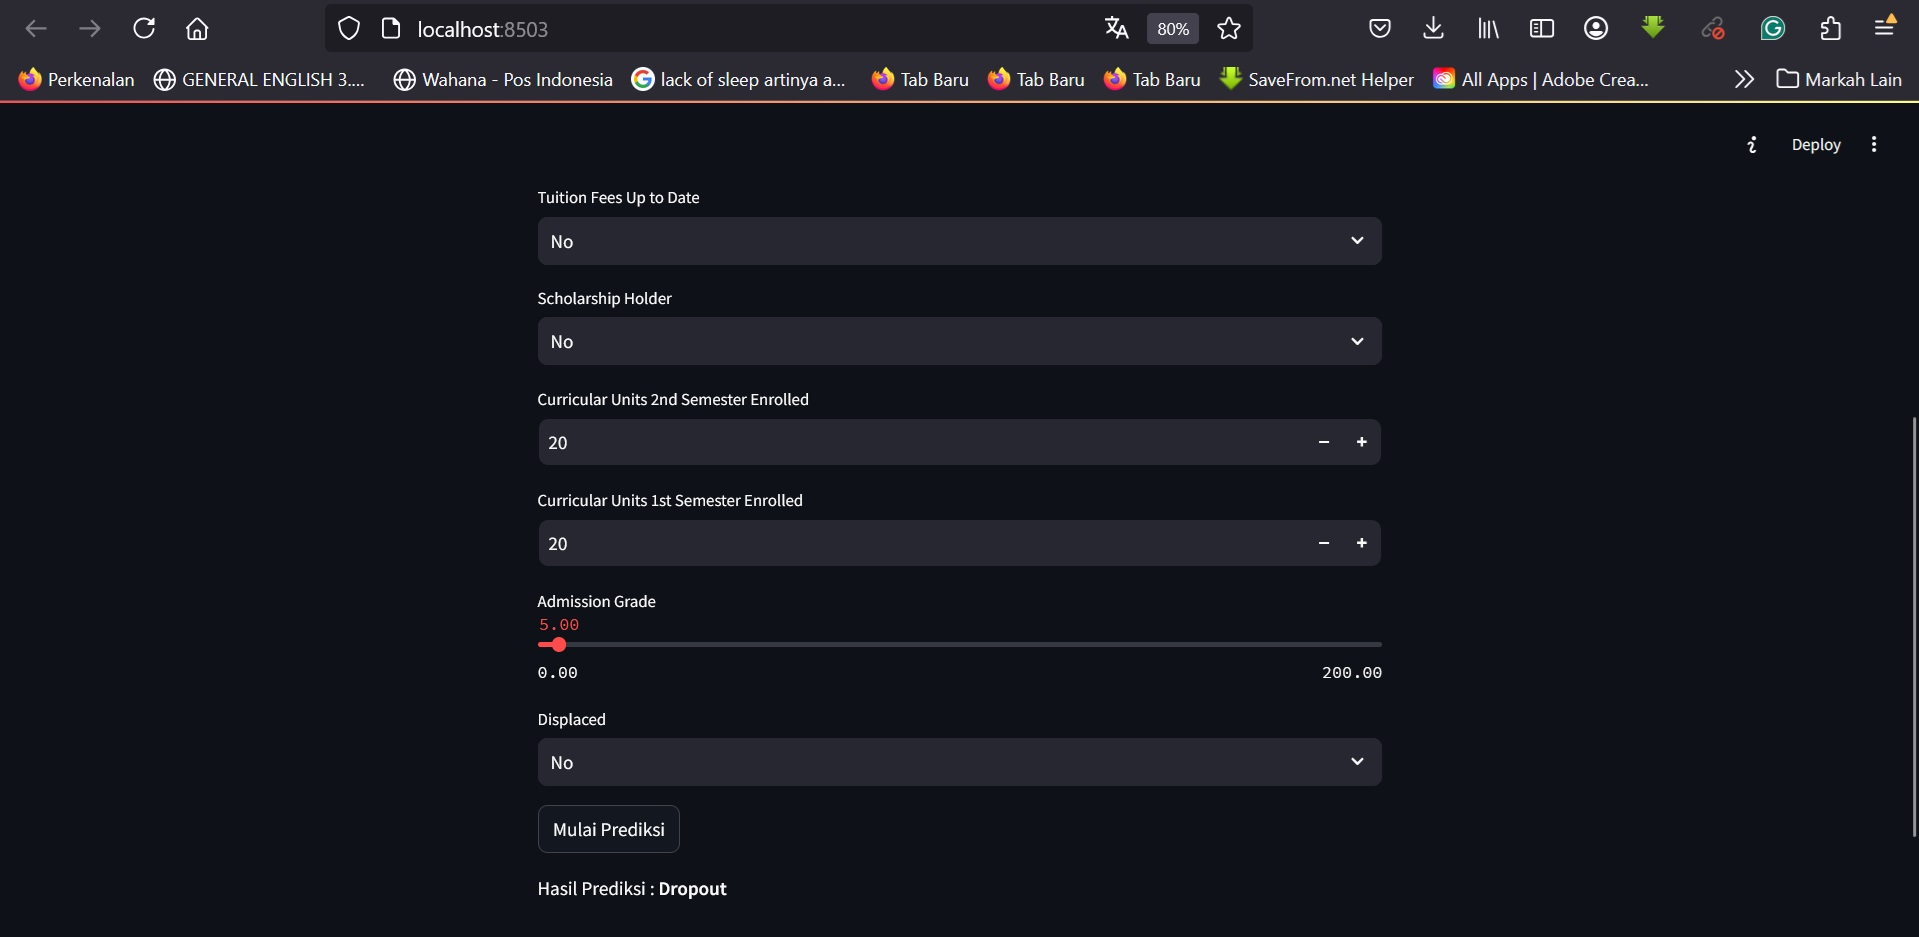 localhost:8503
80%
Perkenalan GENERAL ENGLISH 3.... Wahana - Pos Indonesia lack of sleep artinya a... Tab Baru Tab Baru Tab Baru SaveFrom.net Helper All Apps | Adobe Crea... Markah Lain
Deploy
Tuition Fees Up to Date
No
Scholarship Holder
No
Curricular Units 2nd Semester Enrolled
20
Curricular Units 1st Semester Enrolled
20
Admission Grade
5.00
0.00 200.00
Displaced
No
Mulai Prediksi
Hasil Prediksi : Dropout